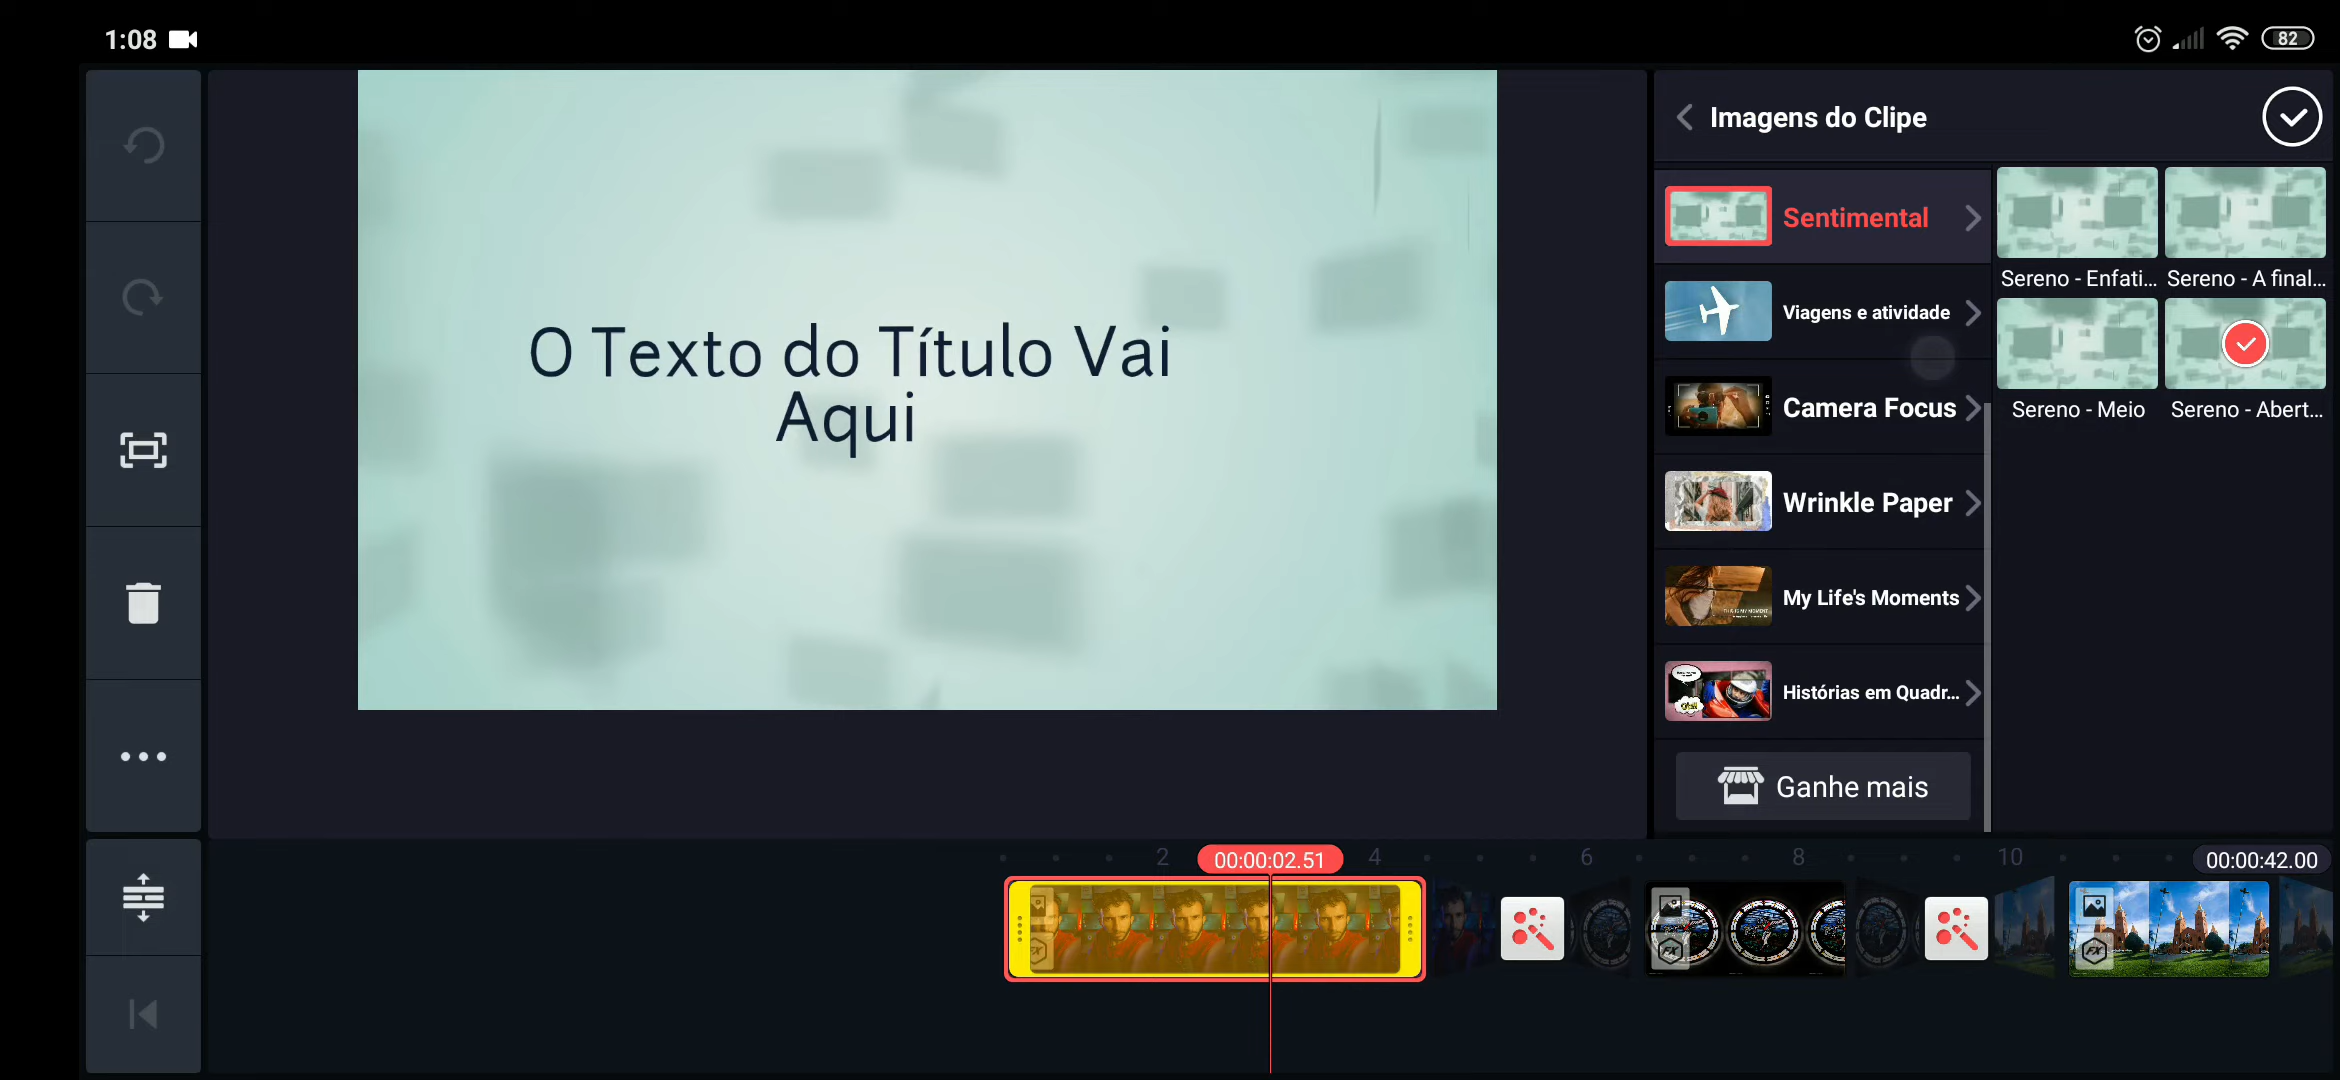 1:08
82
O Texto do Título Vai
Aqui
Imagens do Clipe
Sentimental
Viagens e atividade
Camera Focus
Wrinkle Paper
My Life's Moments
Histórias em Quadr...
Ganhe mais
Sereno - Enfati...
Sereno - A final...
Sereno - Meio
Sereno - Abert...
2
00:00:02.51
4
6
8
10
00:00:42.00
FX
FX